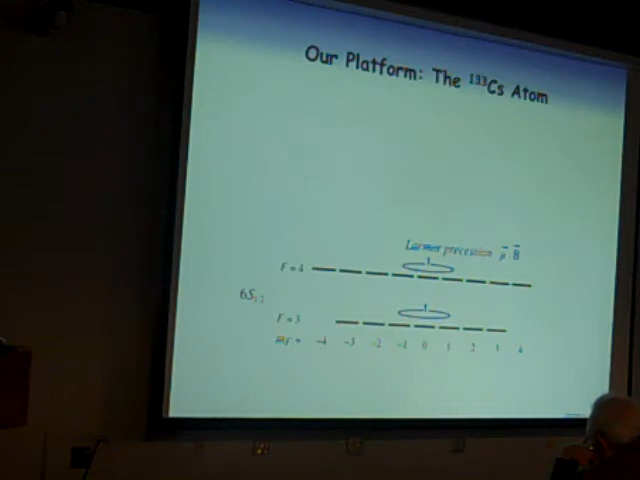 Our Platform: The ¹³³Cs Atom
Larmor precession μ⃗·B⃗
F = 4
6S₁/₂
F = 3
m_F = -4 -3 -2 -1 0 1 2 3 4